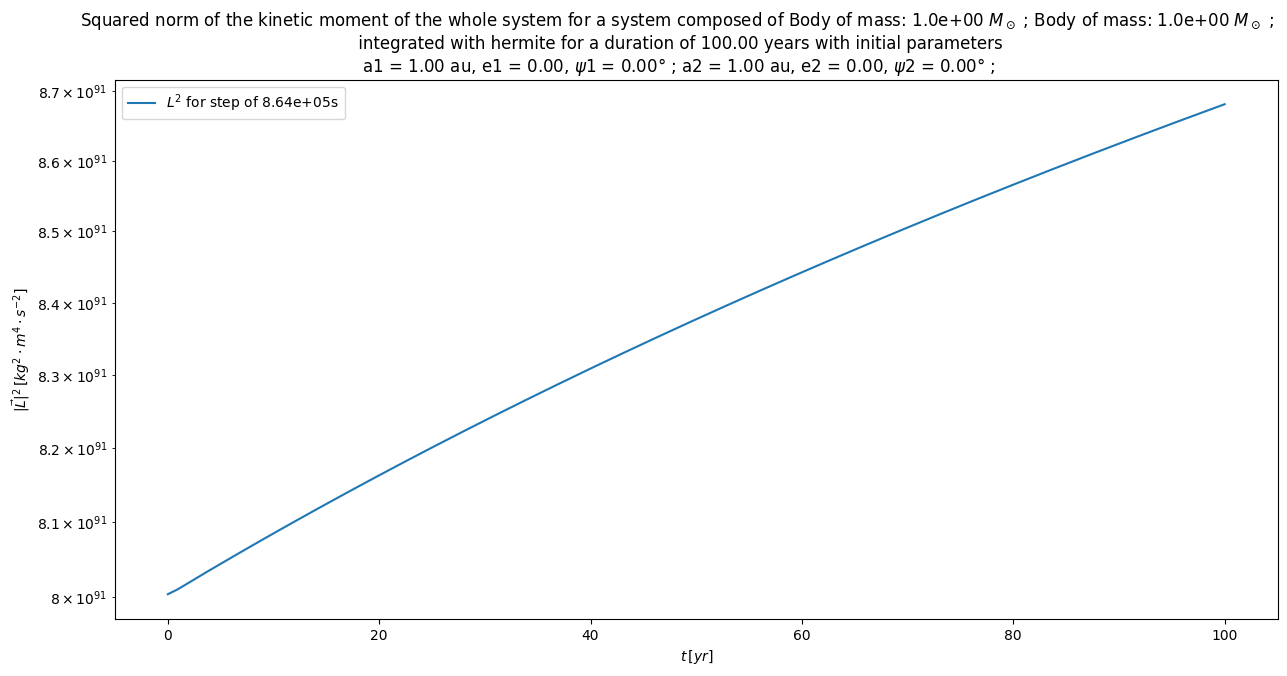 Squared norm of the kinetic moment of the whole system for a system composed of Body of mass: 1.0e+00 $M_\odot$ ; Body of mass: 1.0e+00 $M_\odot$ ;
integrated with hermite for a duration of 100.00 years with initial parameters
a1 = 1.00 au, e1 = 0.00, ψ1 = 0.00° ; a2 = 1.00 au, e2 = 0.00, ψ2 = 0.00° ;
L² for step of 8.64e+05s
8.7 × 10⁹¹
8.6 × 10⁹¹
8.5 × 10⁹¹
8.4 × 10⁹¹
8.3 × 10⁹¹
8.2 × 10⁹¹
8.1 × 10⁹¹
8 × 10⁹¹
|L⃗|² [kg² · m⁴ · s⁻²]
0 20 40 60 80 100
t [yr]